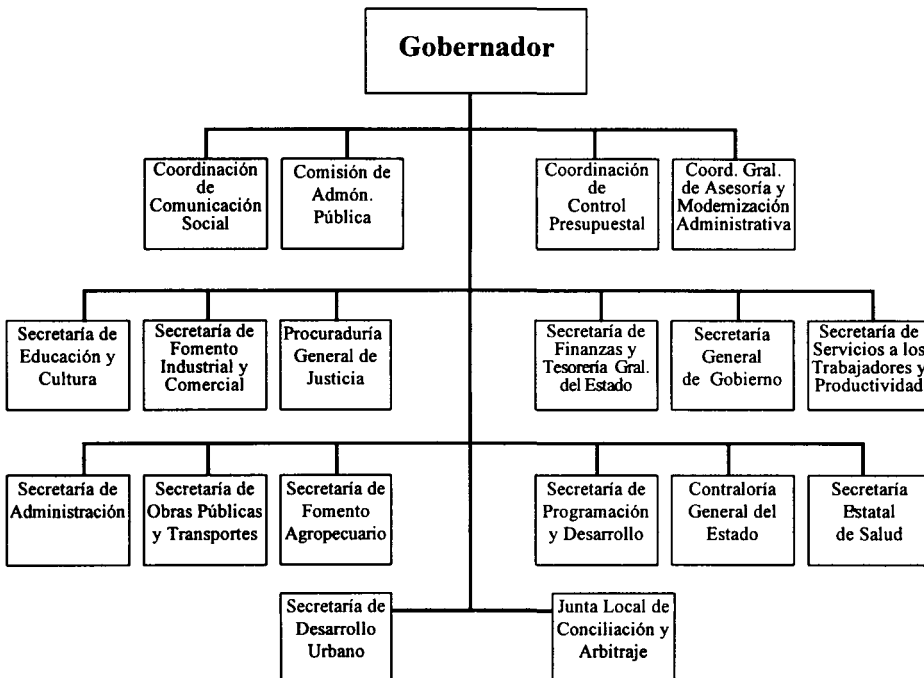 Gobernador
Coordinación
de
Comunicación
Social
Comisión de
Admón.
Pública
Coordinación
de
Control
Presupuestal
Coord. Gral.
de Asesoría y
Modernización
Administrativa
Secretaría de
Educación y
Cultura
Secretaría de
Fomento
Industrial y
Comercial
Procuraduría
General de
Justicia
Secretaría de
Finanzas y
Tesorería Gral.
del Estado
Secretaría
General
de Gobierno
Secretaría de
Servicios a los
Trabajadores y
Productividad
Secretaría de
Administración
Secretaría de
Obras Públicas
y Transportes
Secretaría de
Fomento
Agropecuario
Secretaría de
Programación
y Desarrollo
Contraloría
General del
Estado
Secretaría
Estatal
de Salud
Secretaría de
Desarrollo
Urbano
Junta Local de
Conciliación y
Arbitraje